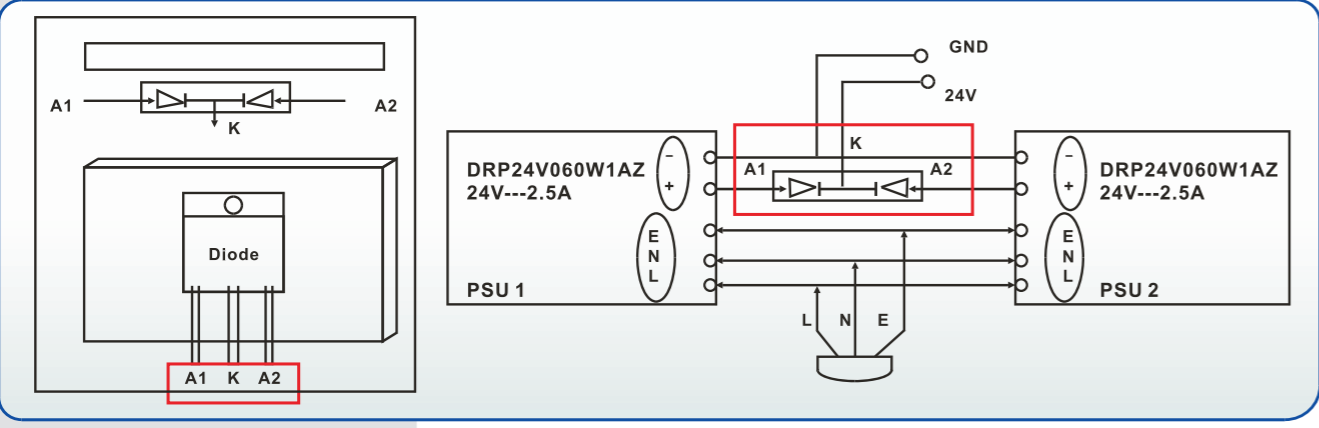 A1
A2
K
Diode
A1 K A2
GND
24V
K
A1
A2
DRP24V060W1AZ
24V---2.5A
−
+
E
N
L
PSU 1
−
+
DRP24V060W1AZ
24V---2.5A
E
N
L
PSU 2
L N E